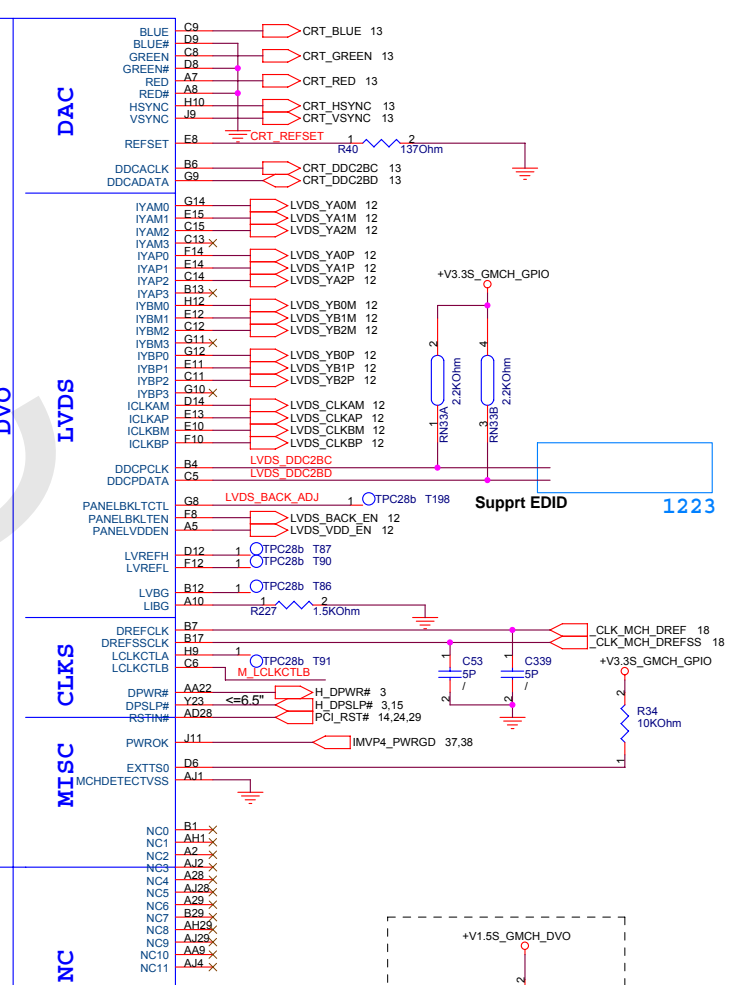 BLUE C9 CRT_BLUE 13
BLUE# D9
GREEN C8 CRT_GREEN 13
GREEN# D8
RED A7 CRT_RED 13
RED# A8
HSYNC H10 CRT_HSYNC 13
VSYNC J9 CRT_VSYNC 13
DAC
REFSET E8 CRT_REFSET 1 2
R40 137Ohm
DDCACLK B6 CRT_DDC2BC 13
DDCADATA G9 CRT_DDC2BD 13
IYAM0 G14 LVDS_YA0M 12
IYAM1 E15 LVDS_YA1M 12
IYAM2 C15 LVDS_YA2M 12
IYAM3 C13
IYAP0 F14 LVDS_YA0P 12
IYAP1 E14 LVDS_YA1P 12
IYAP2 C14 LVDS_YA2P 12
IYAP3 B13
+V3.3S_GMCH_GPIO
IYBM0 H12 LVDS_YB0M 12
IYBM1 E12 LVDS_YB1M 12
IYBM2 C12 LVDS_YB2M 12
IYBM3 G11
IYBP0 G12 LVDS_YB0P 12
IYBP1 E11 LVDS_YB1P 12
IYBP2 C11 LVDS_YB2P 12
IYBP3 G10
2 4
2.2KOhm 2.2KOhm
1 3
RN33A RN33B
DVO
LVDS
ICLKAM D14 LVDS_CLKAM 12
ICLKAP E13 LVDS_CLKAP 12
ICLKBM E10 LVDS_CLKBM 12
ICLKBP F10 LVDS_CLKBP 12
DDCPCLK B4 LVDS_DDC2BC
DDCPDATA C5 LVDS_DDC2BD
PANELBKLTCTL G8 LVDS_BACK_ADJ 1 TPC28b T198
Supprt EDID
1223
PANELBKLTEN F8 LVDS_BACK_EN 12
PANELVDDEN A5 LVDS_VDD_EN 12
LVREFH D12 1 TPC28b T87
LVREFL F12 1 TPC28b T90
LVBG B12 1 TPC28b T86
LIBG A10 1 2
R227 1.5KOhm
DREFCLK B7 _CLK_MCH_DREF 18
DREFSSCLK B17 _CLK_MCH_DREFSS 18
LCLKCTLA H9 1 TPC28b T91
LCLKCTLB C6 M_LCLKCTLB
CLKS
1 C53 5P / 2
1 C339 5P / 2
+V3.3S_GMCH_GPIO
2
R34
10KOhm
1
DPWR# AA22 H_DPWR# 3
DPSLP# Y23 <=6.5" H_DPSLP# 3,15
RSTIN# AD28 PCI_RST# 14,24,29
PWROK J11 IMVP4_PWRGD 37,38
MISC
EXTTS0 D6
MCHDETECTVSS AJ1
NC0 B1
NC1 AH1
NC2 A2
NC3 AJ2
NC4 A28
NC5 AJ28
NC6 A29
NC7 B29
NC8 AH29
NC9 AJ29
NC10 AA9
NC11 AJ4
NC
+V1.5S_GMCH_DVO
2